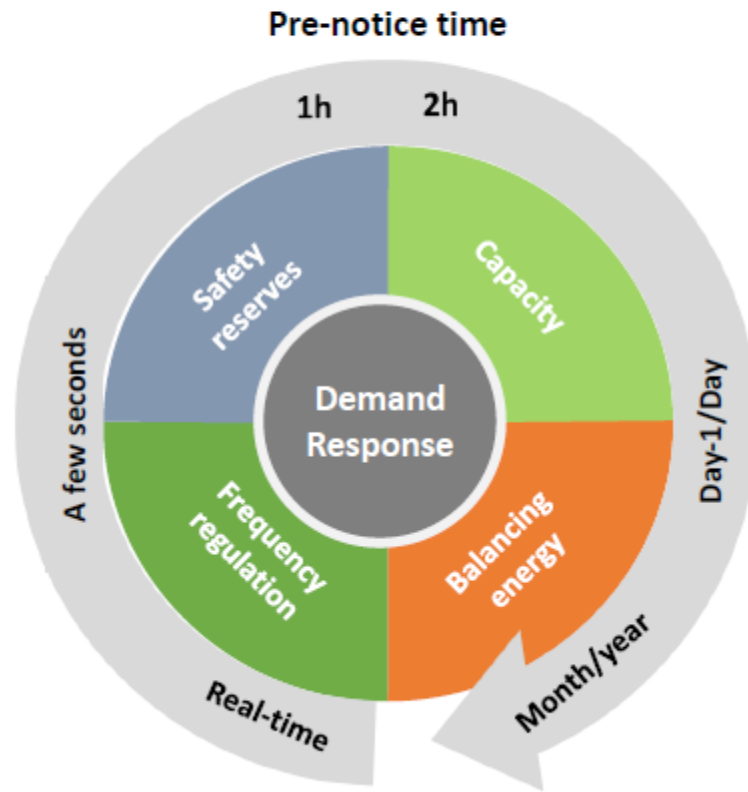 Pre-notice time
1h
2h
Safety
reserves
Capacity
A few seconds
Demand
Response
Day-1/Day
Frequency
regulation
Balancing
energy
Real-time
Month/year